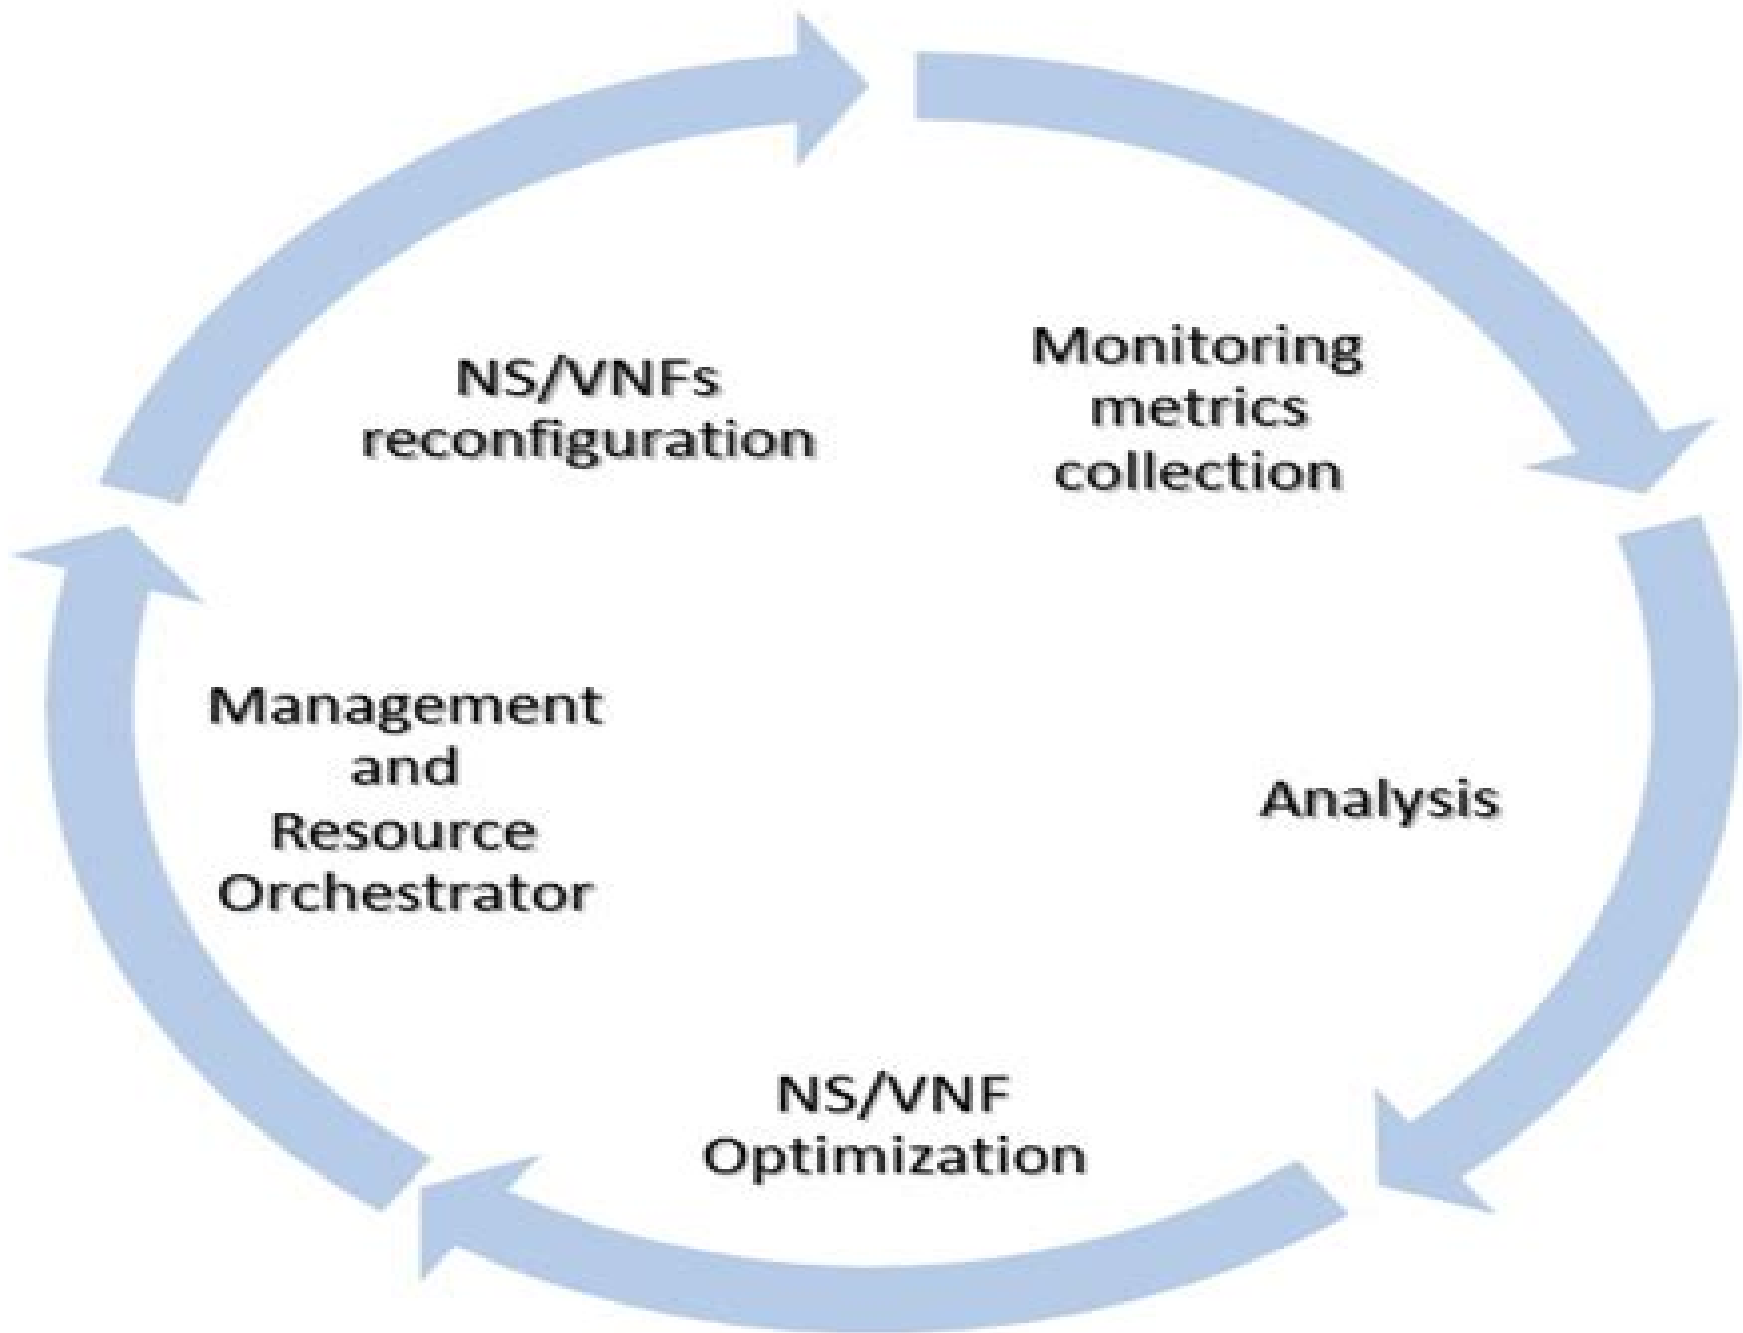 NS/VNFs
reconfiguration
Monitoring
metrics
collection
Analysis
NS/VNF
Optimization
Management
and
Resource
Orchestrator